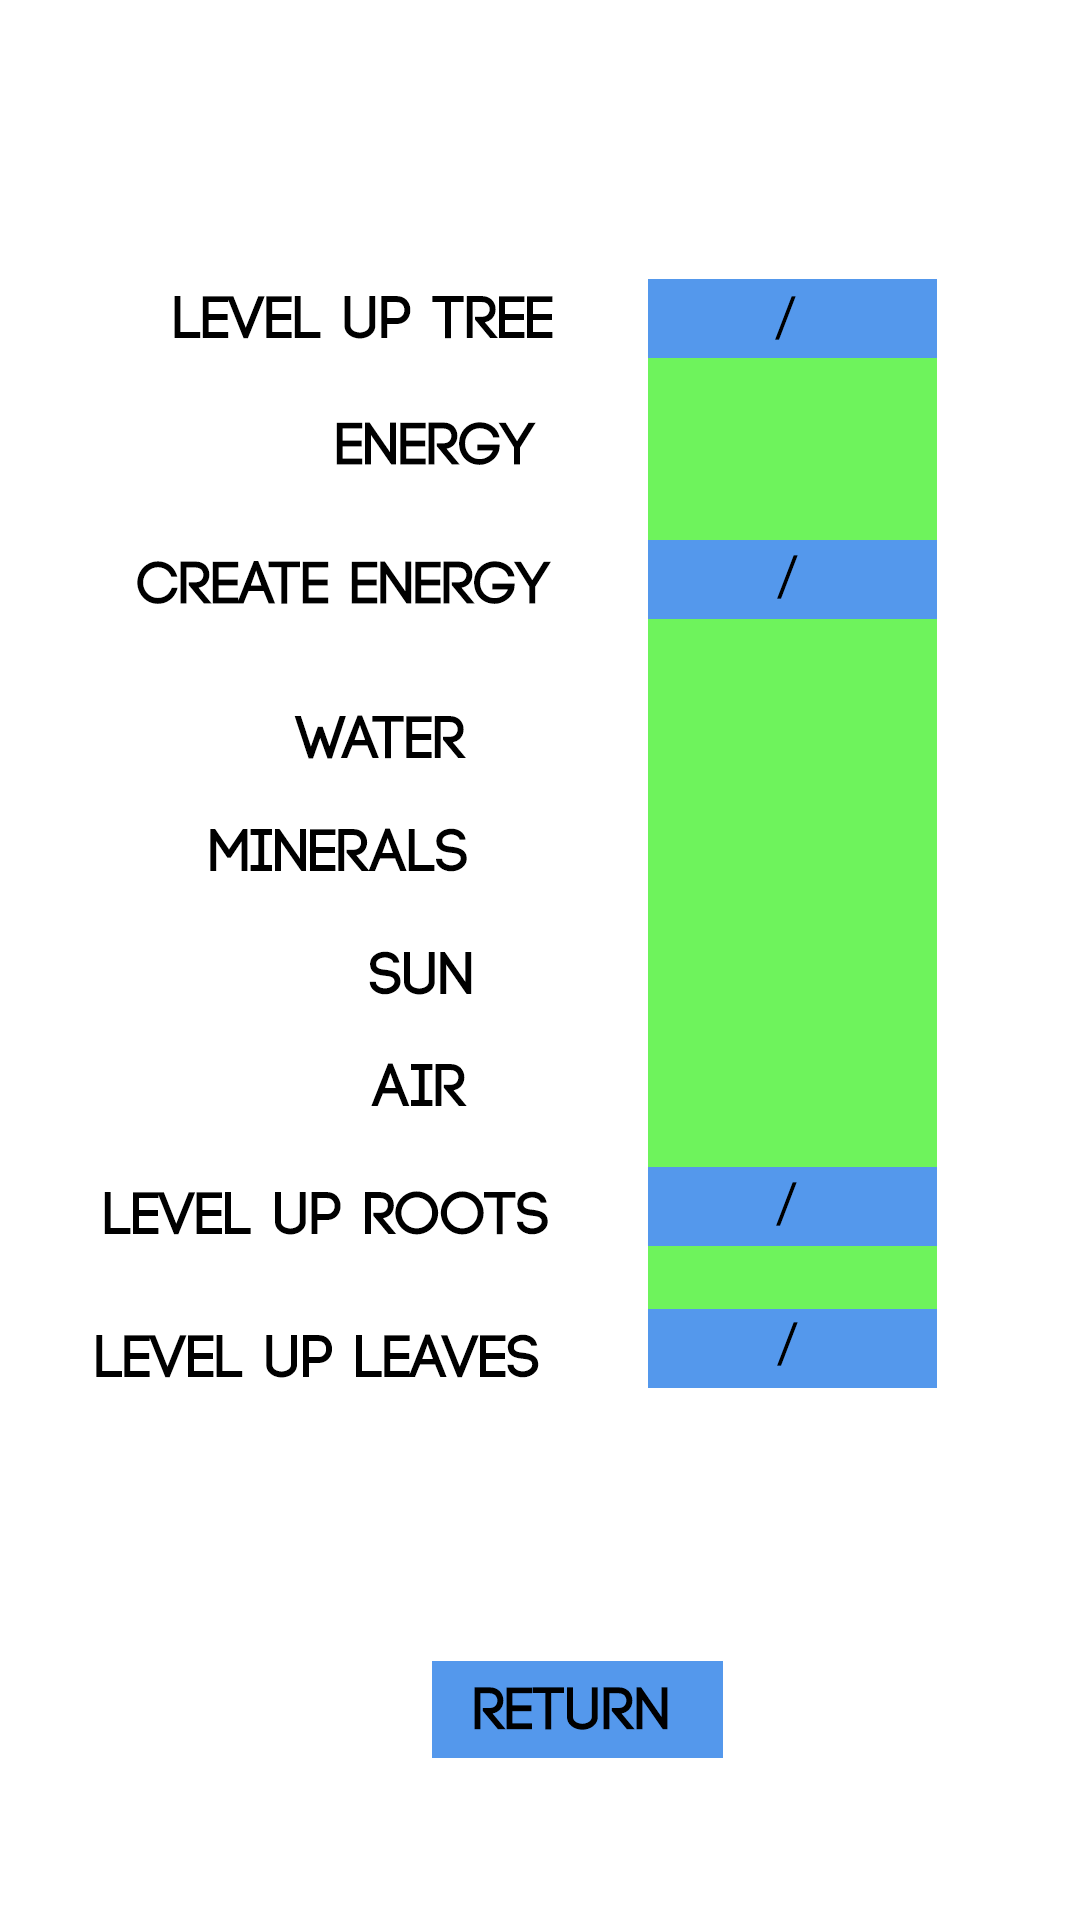 LEVEL UP TREE /
ENERGY
CREATE ENERGY /
WATER
MINERALS
SUN
AIR
LEVEL UP ROOTS /
LEVEL UP LEAVES /
RETURN